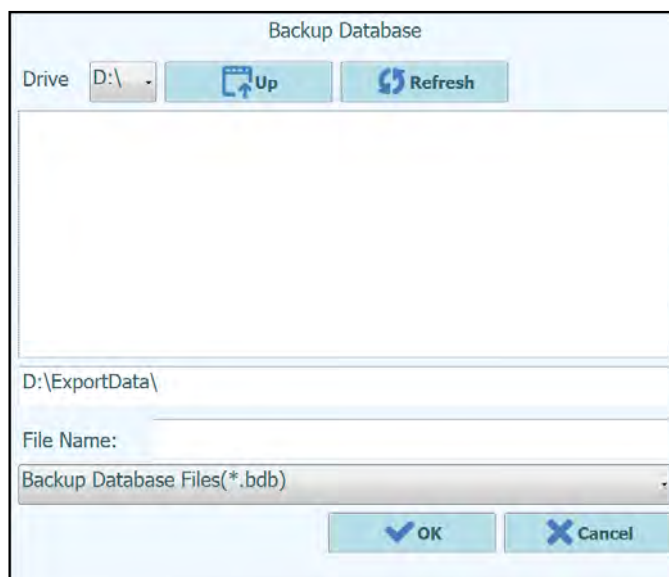 Backup Database
Drive D:\ Up Refresh
D:\ExportData\
File Name:
Backup Database Files(*.bdb)
OK Cancel